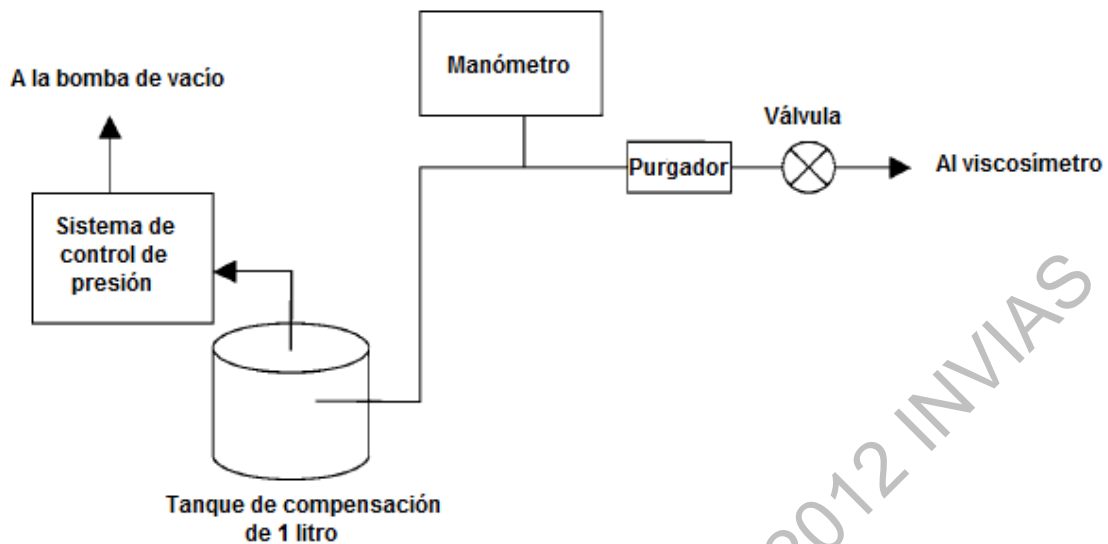 A la bomba de vacío
Manómetro
Válvula
Purgador
Al viscosímetro
Sistema de
control de
presión
Tanque de compensación
de 1 litro
2012 INVIAS